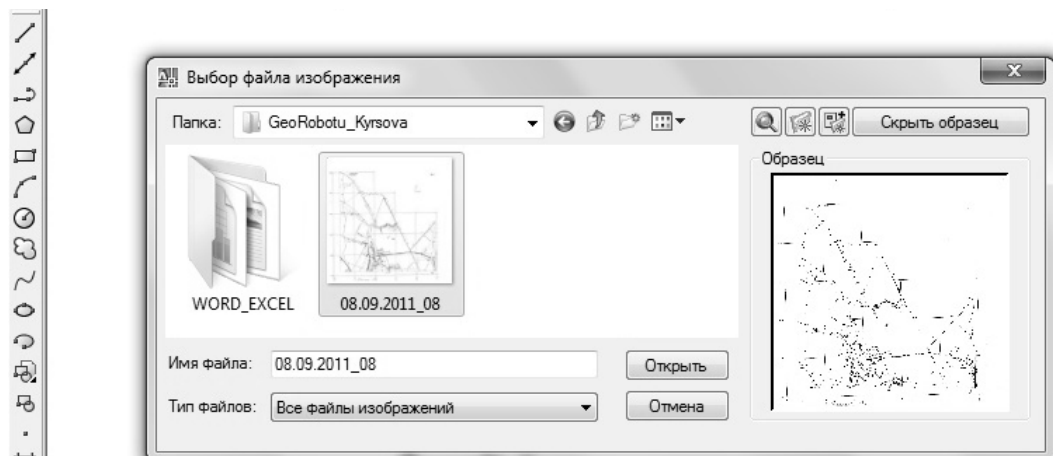 Выбор файла изображения
Папка: GeoRobotu_Kyrsova
Скрыть образец
Образец
WORD_EXCEL
08.09.2011_08
Имя файла: 08.09.2011_08
Открыть
Тип файлов: Все файлы изображений
Отмена